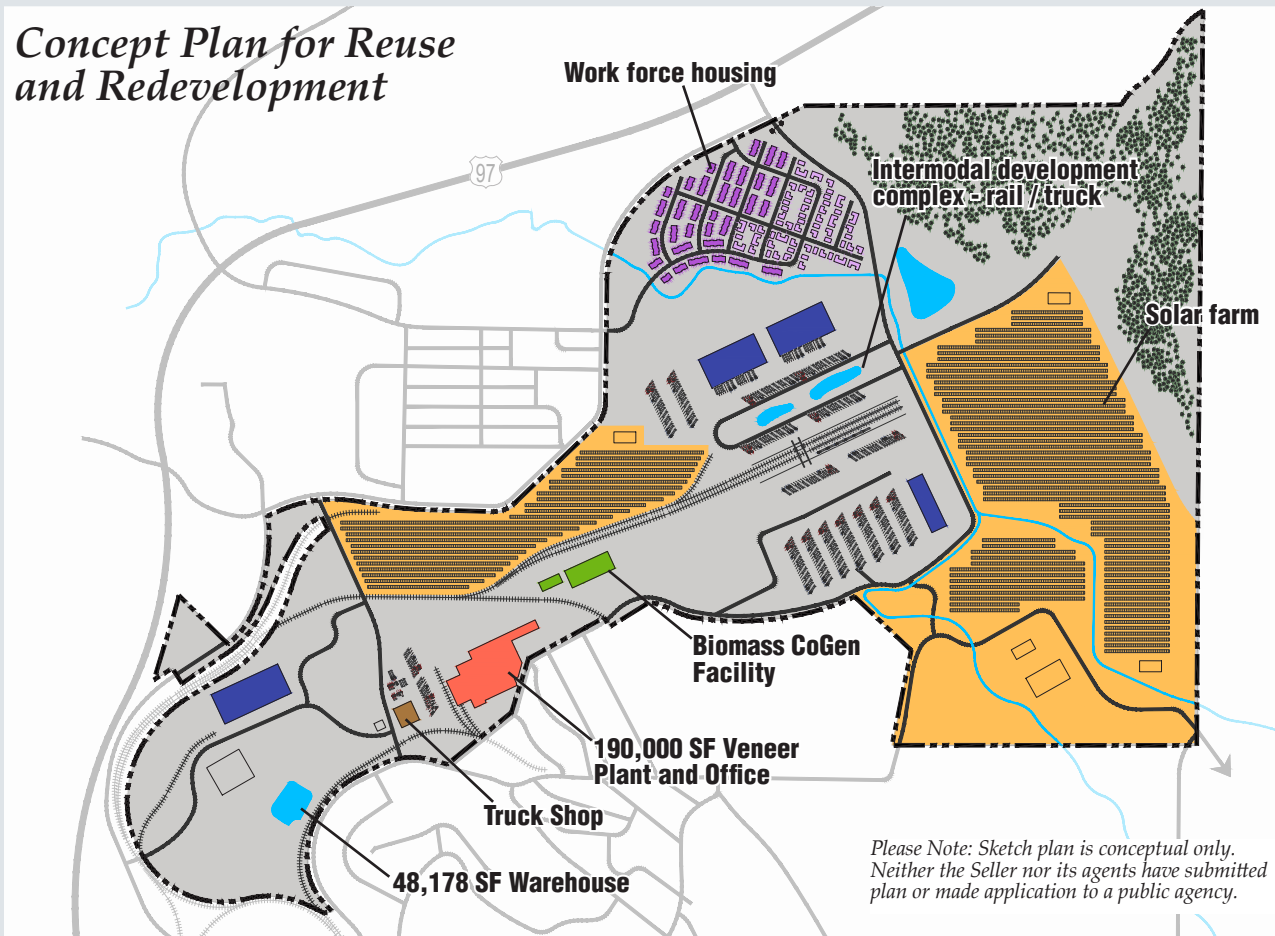 Concept Plan for Reuse
and Redevelopment
Work force housing
97
Intermodal development
complex - rail / truck
Solar farm
Biomass CoGen
Facility
190,000 SF Veneer
Plant and Office
Truck Shop
48,178 SF Warehouse
Please Note: Sketch plan is conceptual only.
Neither the Seller nor its agents have submitted
plan or made application to a public agency.